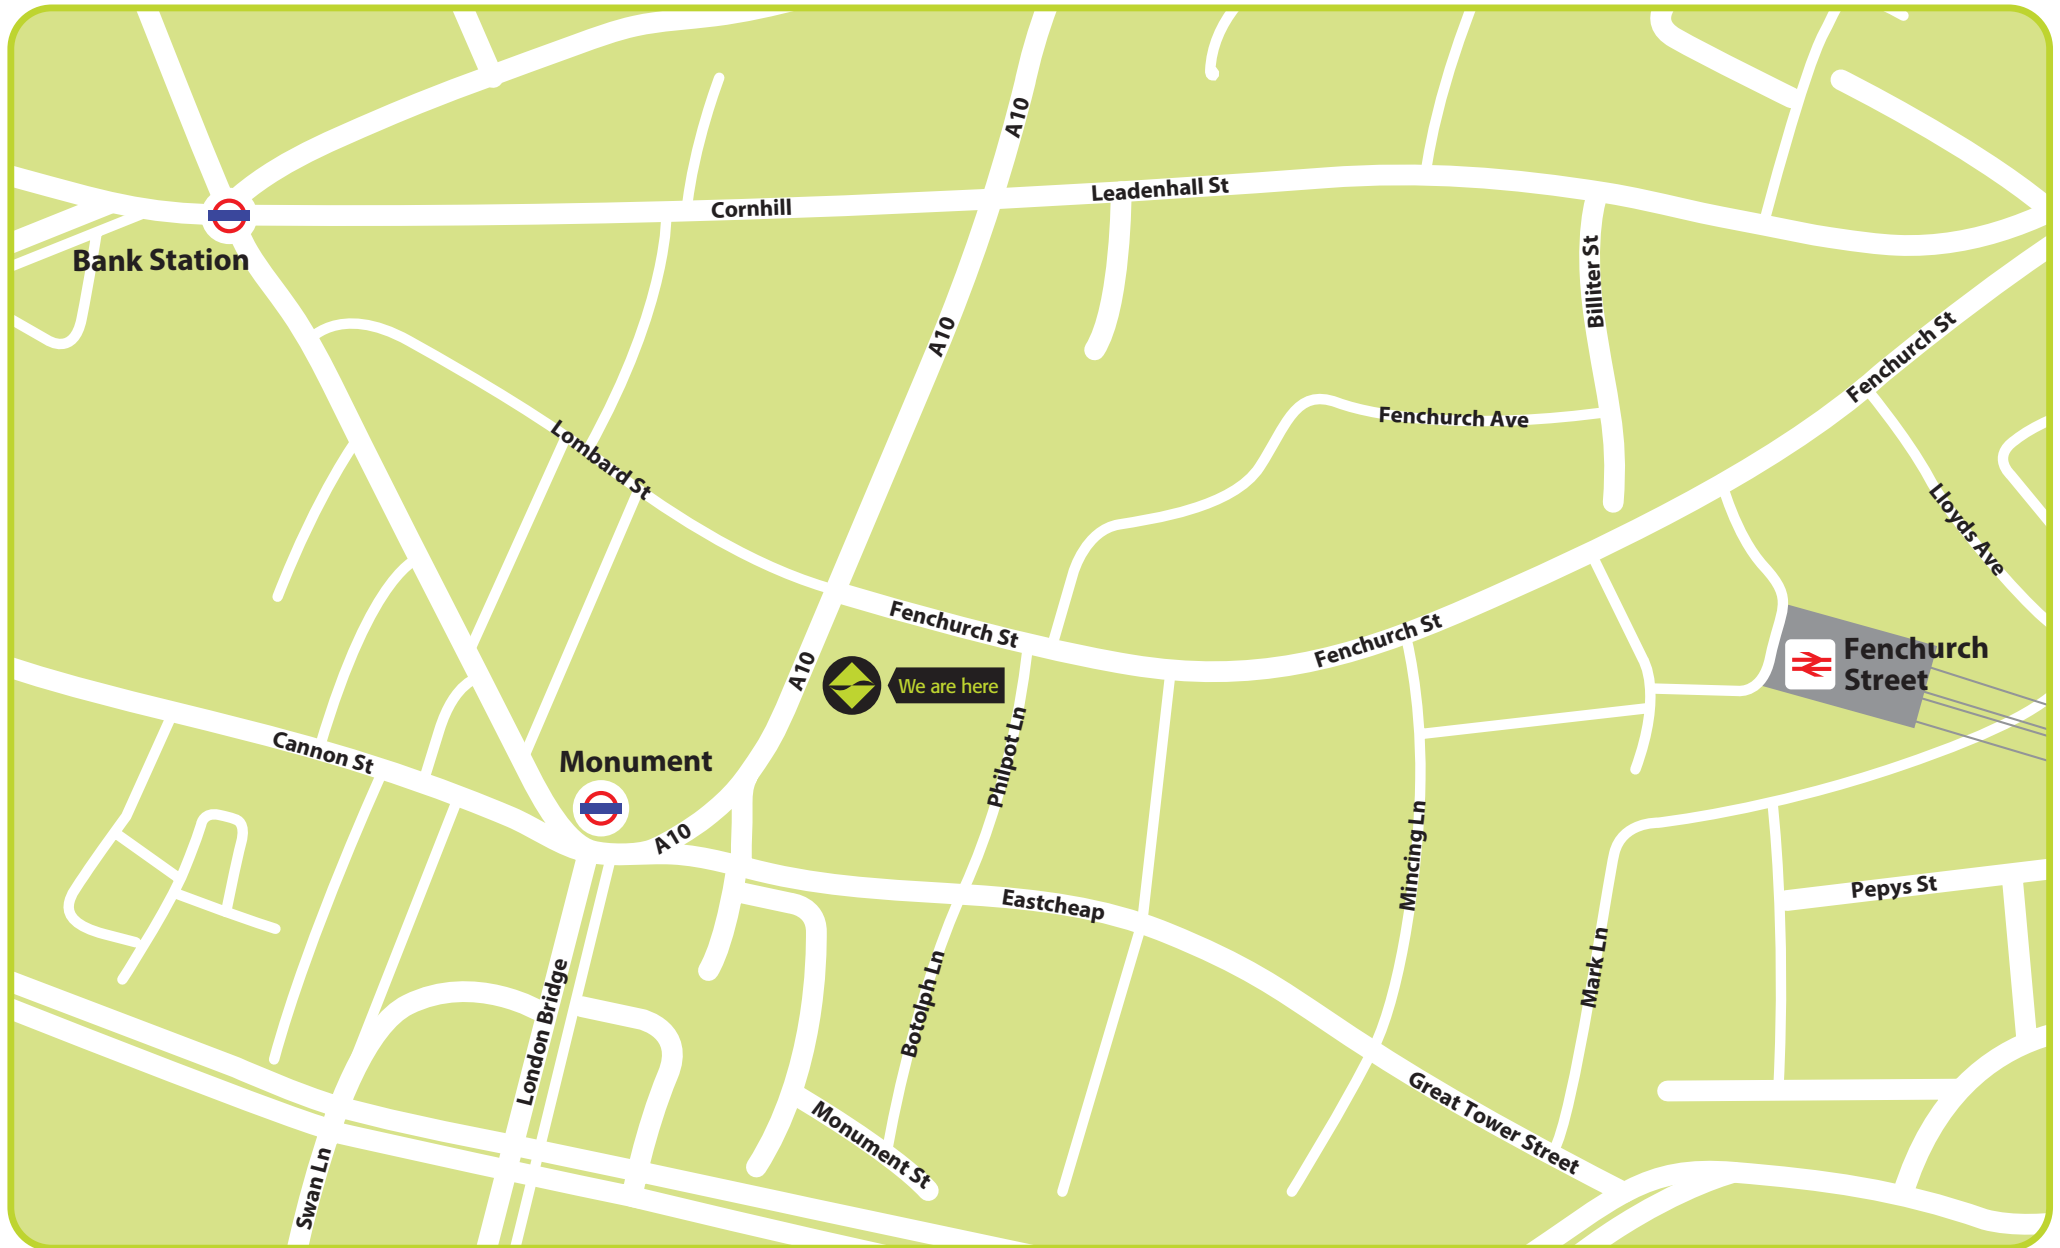 A10
Leadenhall St
Cornhill
Bank Station
Billiter St
A10
Fenchurch St
Fenchurch Ave
Lombard St
Lloyds Ave
Fenchurch St
Fenchurch St
Fenchurch
Street
A10
We are here
Cannon St
Monument
Philpot Ln
A10
Mincing Ln
Pepys St
Eastcheap
Mark Ln
Botolph Ln
London Bridge
Great Tower Street
Monument St
Swan Ln